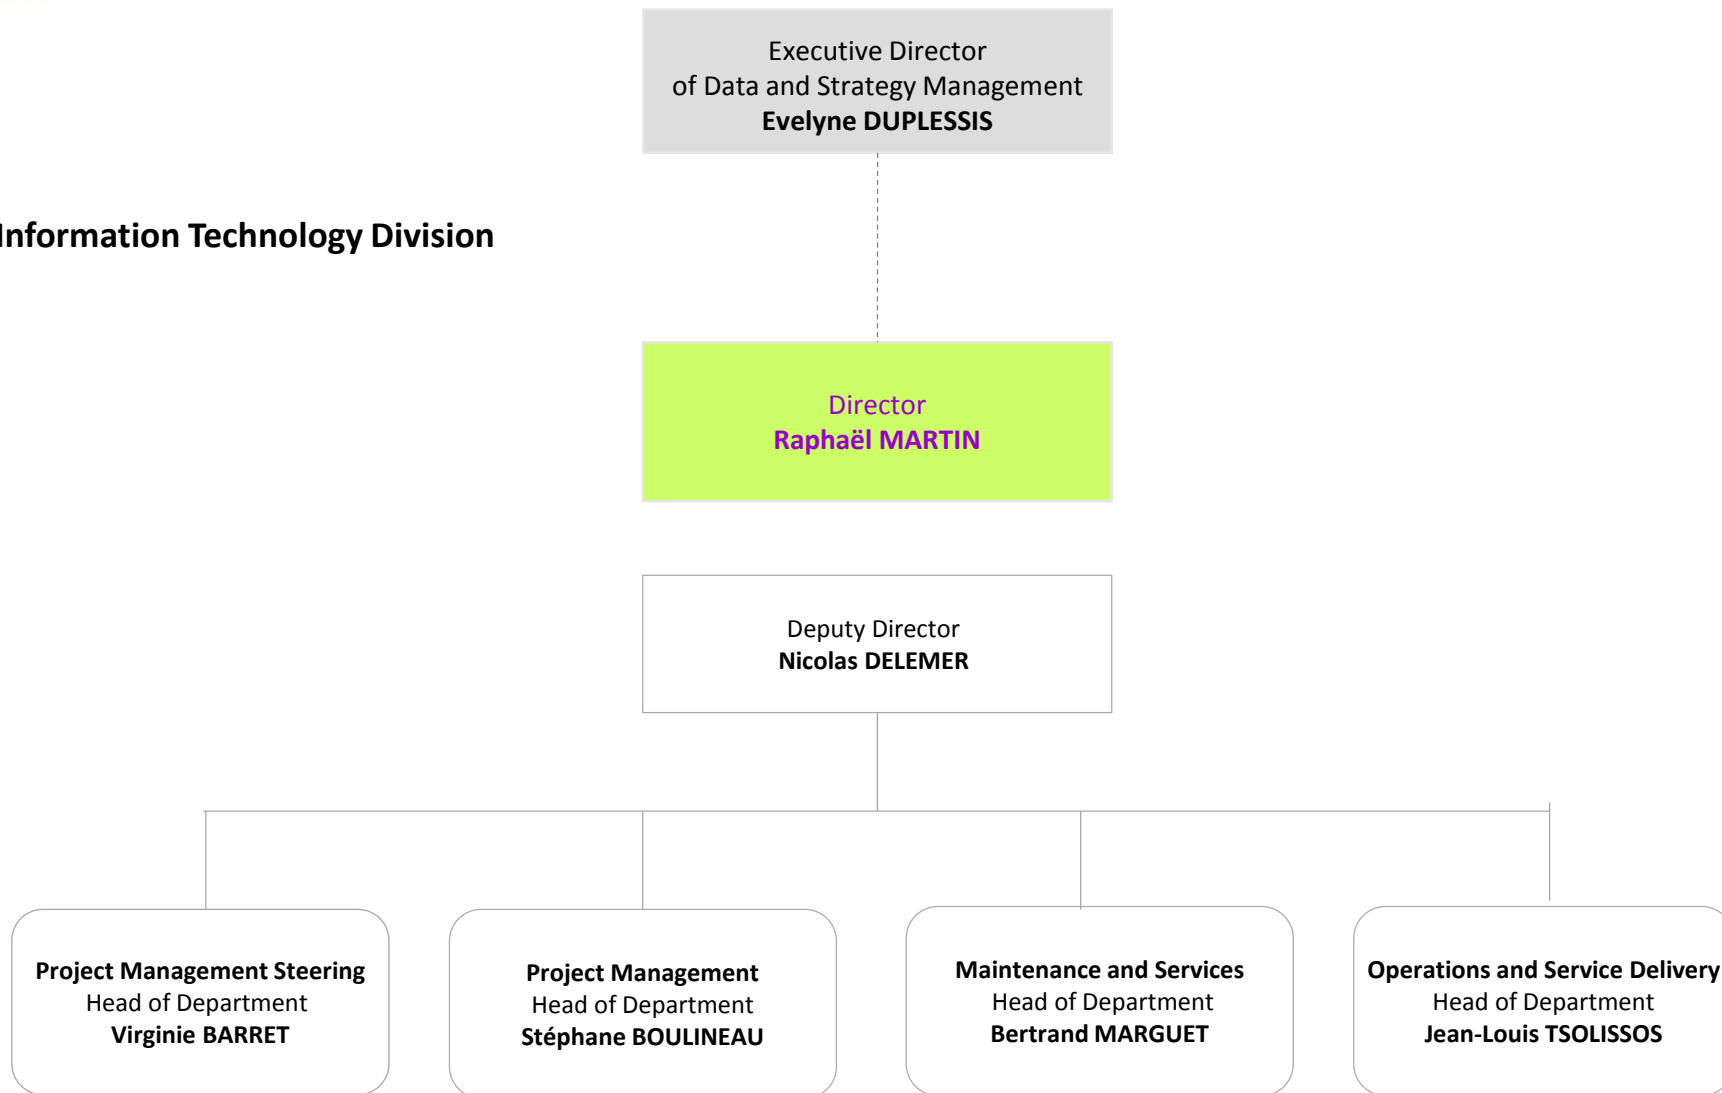 Executive Director
of Data and Strategy Management
Evelyne DUPLESSIS
Information Technology Division
Director
Raphaël MARTIN
Deputy Director
Nicolas DELEMER
Project Management Steering
Head of Department
Virginie BARRET
Project Management
Head of Department
Stéphane BOULINEAU
Maintenance and Services
Head of Department
Bertrand MARGUET
Operations and Service Delivery
Head of Department
Jean-Louis TSOLISSOS